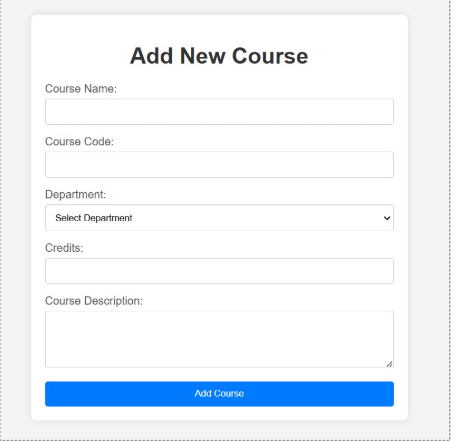 Add New Course
Course Name:
Course Code:
Department:
Select Department
Credits:
Course Description:
Add Course